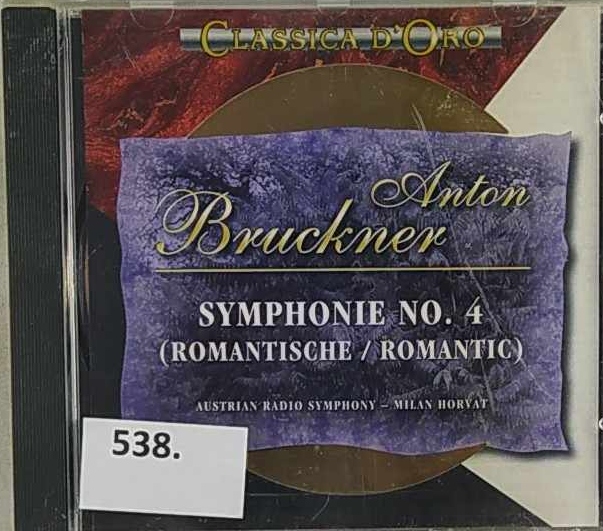 CLASSICA D'ORO
Anton
Bruckner
SYMPHONIE NO. 4
(ROMANTISCHE / ROMANTIC)
AUSTRIAN RADIO SYMPHONY – MILAN HORVAT
538.